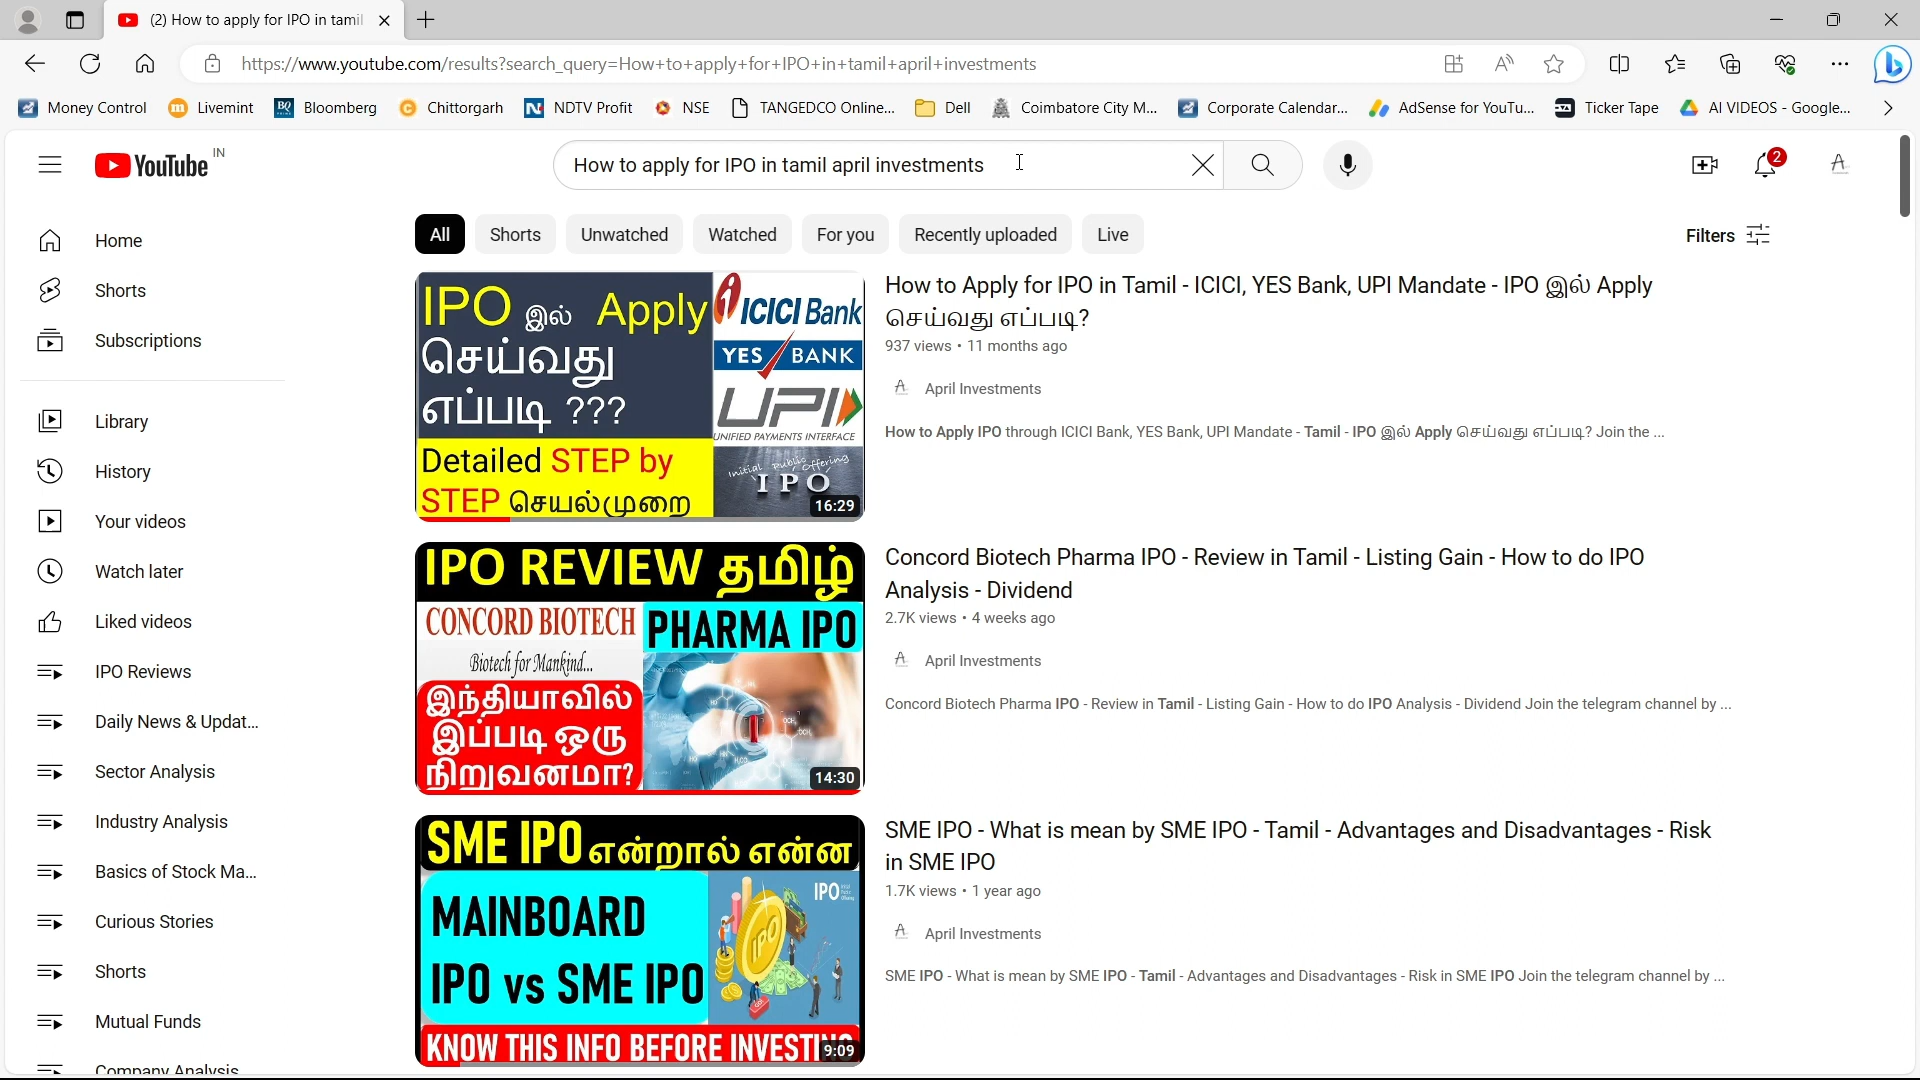 (2) How to apply for IPO in tamil
https://www.youtube.com/results?search_query=How+to+apply+for+IPO+in+tamil+april+investments
Money Control Livemint Bloomberg Chittorgarh NDTV Profit NSE TANGEDCO Online... Dell Coimbatore City M... Corporate Calendar... AdSense for YouTu... Ticker Tape AI VIDEOS - Google...
YouTube IN
How to apply for IPO in tamil april investments
2
All Shorts Unwatched Watched For you Recently uploaded Live
Filters
Home
Shorts
Subscriptions
Library
History
Your videos
Watch later
Liked videos
IPO Reviews
Daily News & Updat...
Sector Analysis
Industry Analysis
Basics of Stock Ma...
Curious Stories
Shorts
Mutual Funds
Company Analysis
IPO இல் Apply
செய்வது
எப்படி ???
Detailed STEP by
STEP செயல்முறை
ICICI Bank
YES BANK
UPI
UNIFIED PAYMENTS INTERFACE
Initial Public Offering
IPO
16:29
How to Apply for IPO in Tamil - ICICI, YES Bank, UPI Mandate - IPO இல் Apply
செய்வது எப்படி?
937 views • 11 months ago
April Investments
How to Apply IPO through ICICI Bank, YES Bank, UPI Mandate - Tamil - IPO இல் Apply செய்வது எப்படி? Join the ...
IPO REVIEW தமிழ்
CONCORD BIOTECH
Biotech for Mankind...
PHARMA IPO
இந்தியாவில்
இப்படி ஒரு
நிறுவனமா?
14:30
Concord Biotech Pharma IPO - Review in Tamil - Listing Gain - How to do IPO
Analysis - Dividend
2.7K views • 4 weeks ago
April Investments
Concord Biotech Pharma IPO - Review in Tamil - Listing Gain - How to do IPO Analysis - Dividend Join the telegram channel by ...
SME IPO என்றால் என்ன
MAINBOARD
IPO vs SME IPO
IPO
IPO
KNOW THIS INFO BEFORE INVESTING
9:09
SME IPO - What is mean by SME IPO - Tamil - Advantages and Disadvantages - Risk
in SME IPO
1.7K views • 1 year ago
April Investments
SME IPO - What is mean by SME IPO - Tamil - Advantages and Disadvantages - Risk in SME IPO Join the telegram channel by ...